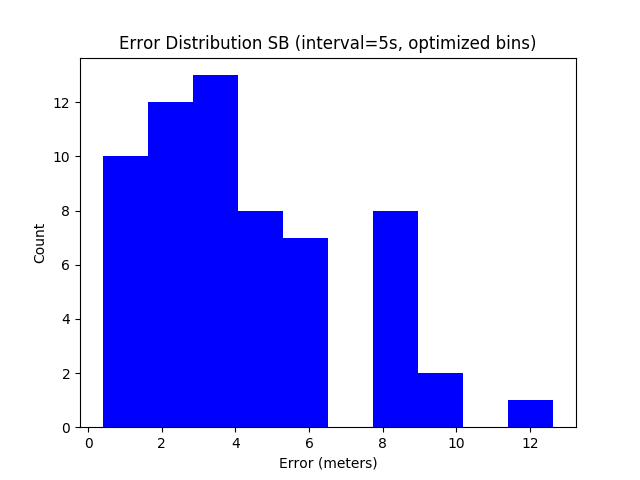 Error Distribution SB (interval=5s, optimized bins)
12
10
8
6
4
2
0
Count
0 2 4 6 8 10 12
Error (meters)